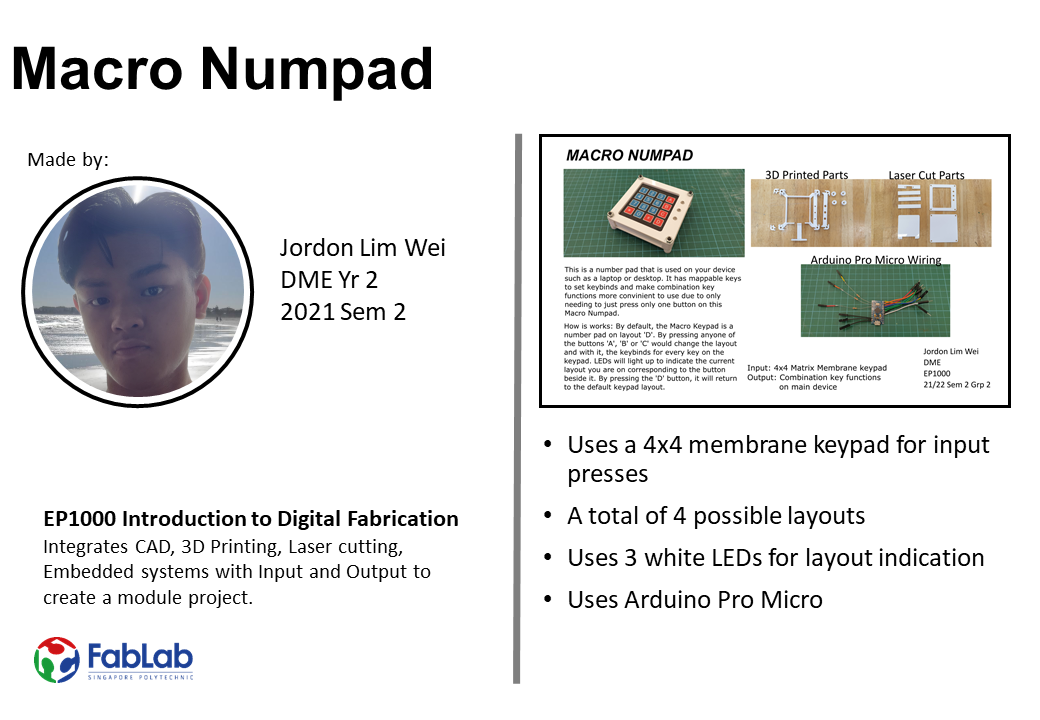 Macro Numpad
Made by:
Jordon Lim Wei
DME Yr 2
2021 Sem 2
EP1000 Introduction to Digital Fabrication
Integrates CAD, 3D Printing, Laser cutting,
Embedded systems with Input and Output to
create a module project.
FabLab
SINGAPORE POLYTECHNIC
MACRO NUMPAD
3D Printed Parts
Laser Cut Parts
Arduino Pro Micro Wiring
This is a number pad that is used on your device
such as a laptop or desktop. It has mappable keys
to set keybinds and make combination key
functions more convinient to use due to only
needing to just press only one button on this
Macro Numpad.
How is works: By default, the Macro Keypad is a
number pad on layout 'D'. By pressing anyone of
the buttons 'A', 'B' or 'C' would change the layout
and with it, the keybinds for every key on the
keypad. LEDs will light up to indicate the current
layout you are on corresponding to the button
beside it. By pressing the 'D' button, it will return
to the default keypad layout.
Input: 4x4 Matrix Membrane keypad
Output: Combination key functions
on main device
Jordon Lim Wei
DME
EP1000
21/22 Sem 2 Grp 2
• Uses a 4x4 membrane keypad for input
presses
• A total of 4 possible layouts
• Uses 3 white LEDs for layout indication
• Uses Arduino Pro Micro